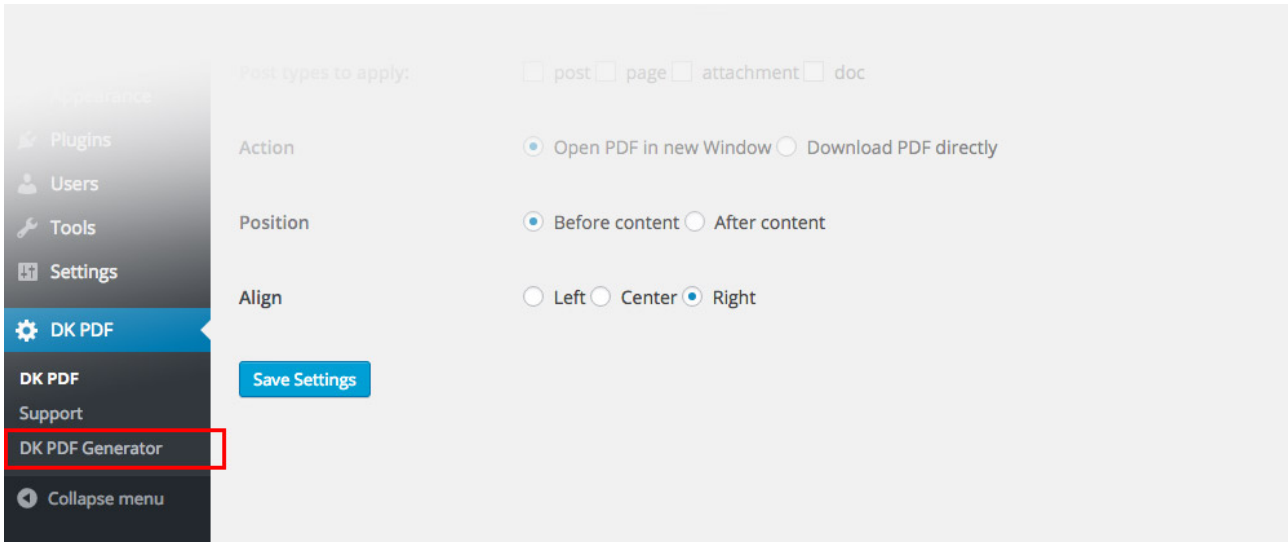 Post types to apply: post page attachment doc
Appearance
Plugins
Action Open PDF in new Window Download PDF directly
Users
Position Before content After content
Tools
Settings
Align Left Center Right
DK PDF
DK PDF
Save Settings
Support
DK PDF Generator
Collapse menu